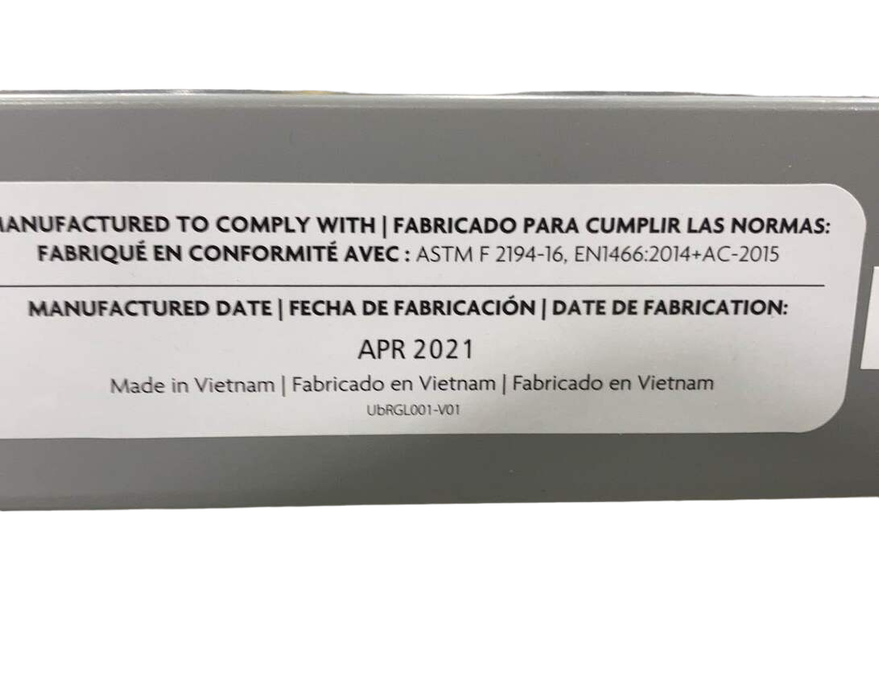 MANUFACTURED TO COMPLY WITH | FABRICADO PARA CUMPLIR LAS NORMAS:
FABRIQUÉ EN CONFORMITÉ AVEC : ASTM F 2194-16, EN1466:2014+AC-2015
MANUFACTURED DATE | FECHA DE FABRICACIÓN | DATE DE FABRICATION:
APR 2021
Made in Vietnam | Fabricado en Vietnam | Fabricado en Vietnam
UbRGL001-V01